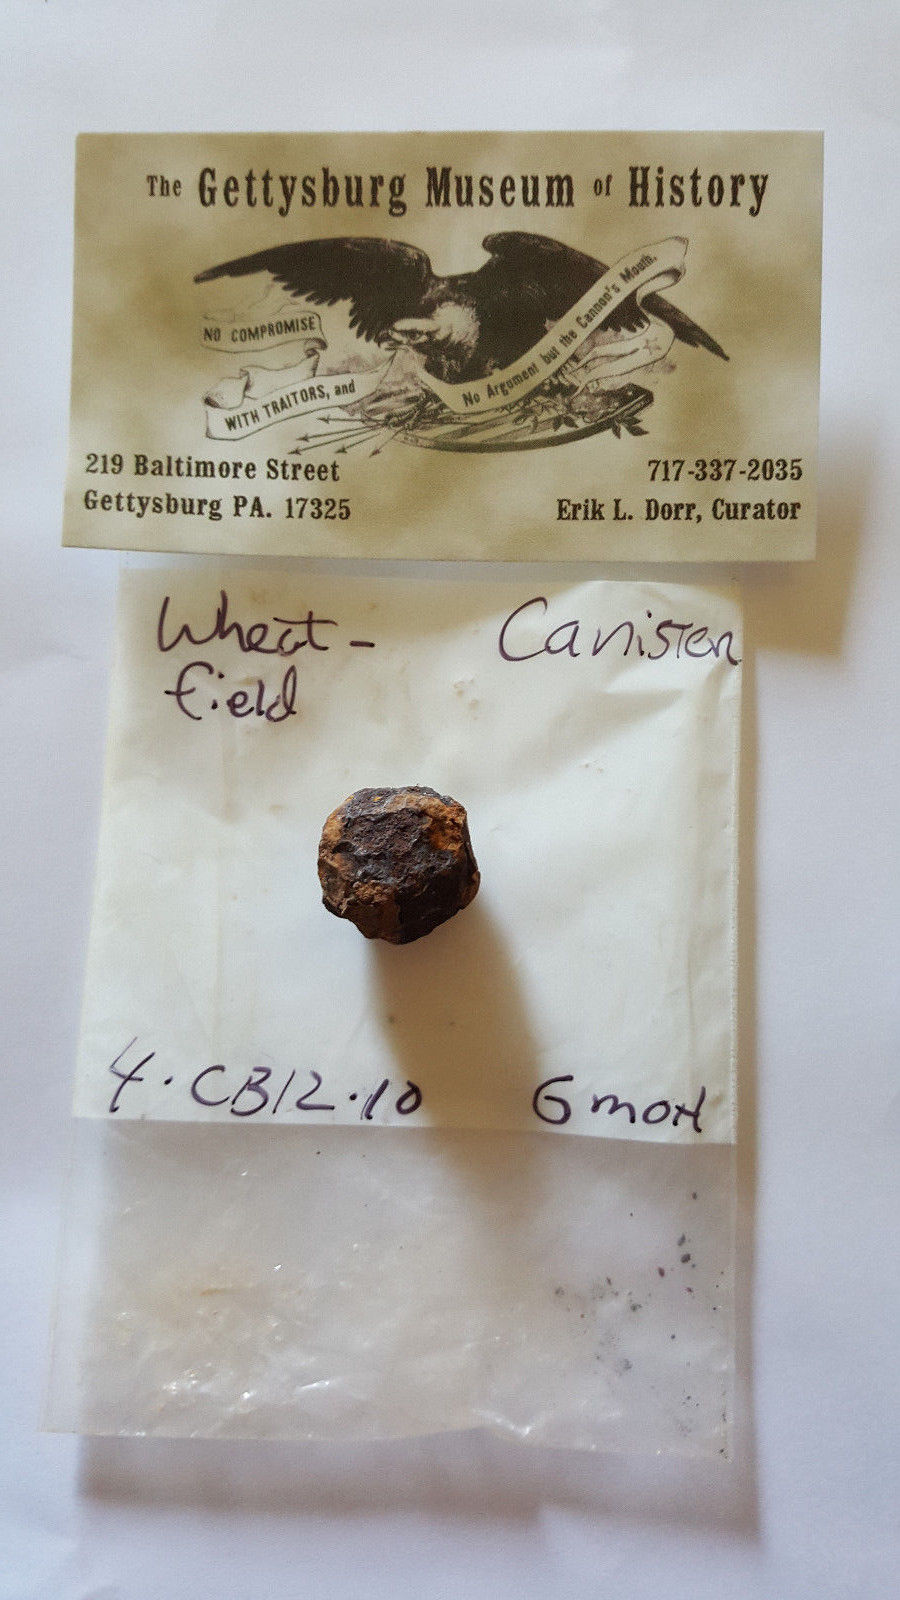 The Gettysburg Museum of History
NO COMPROMISE
WITH TRAITORS, and
No Argument but the Cannon's Mouth.
219 Baltimore Street
Gettysburg PA. 17325
717-337-2035
Erik L. Dorr, Curator
Wheat-
field
Canister
4.CB12.10